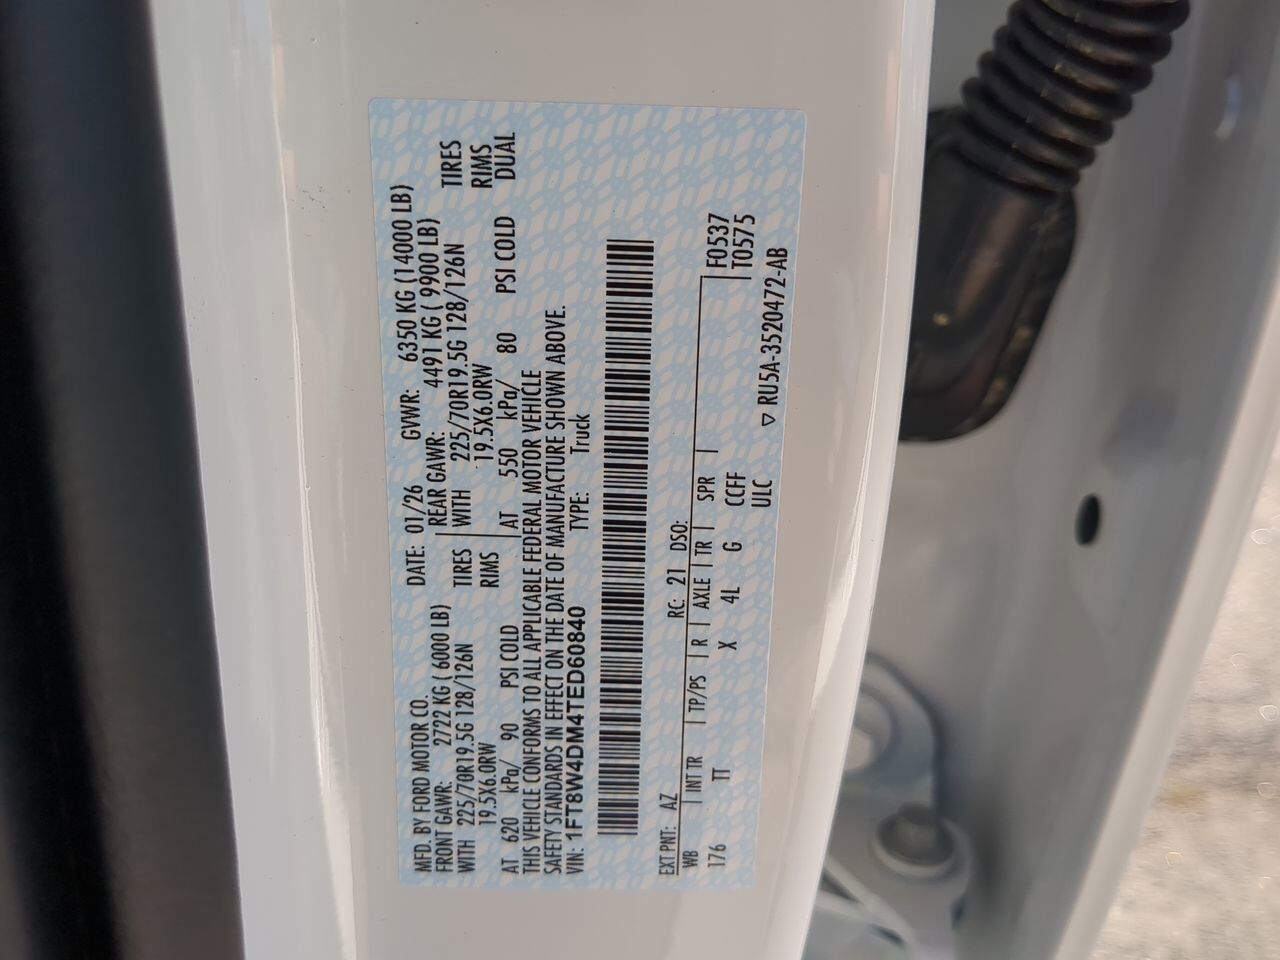 MFD. BY FORD MOTOR CO. DATE: 01/26 GVWR: 6350 KG (14000 LB)
FRONT GAWR: 2722 KG (6000 LB) REAR GAWR: 4491 KG (9900 LB)
WITH 225/70R19.5G 128/126N TIRES WITH 225/70R19.5G 128/126N TIRES
19.5X6.0RW RIMS 19.5X6.0RW RIMS
AT 620 kPa/ 90 PSI COLD AT 550 kPa/ 80 PSI COLD DUAL
THIS VEHICLE CONFORMS TO ALL APPLICABLE FEDERAL MOTOR VEHICLE
SAFETY STANDARDS IN EFFECT ON THE DATE OF MANUFACTURE SHOWN ABOVE.
VIN: 1FT8W4DM4TED60840 TYPE: Truck
EXT PNT: AZ RC: 21 DSO:
WB INT TR TP/PS R AXLE TR SPR F0537
176 TT X 4L G CCFF T0575
ULC ▽ RU5A-3520472-AB